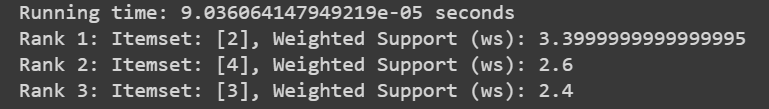 Running time: 9.036064147949219e-05 seconds
Rank 1: Itemset: [2], Weighted Support (ws): 3.3999999999999995
Rank 2: Itemset: [4], Weighted Support (ws): 2.6
Rank 3: Itemset: [3], Weighted Support (ws): 2.4